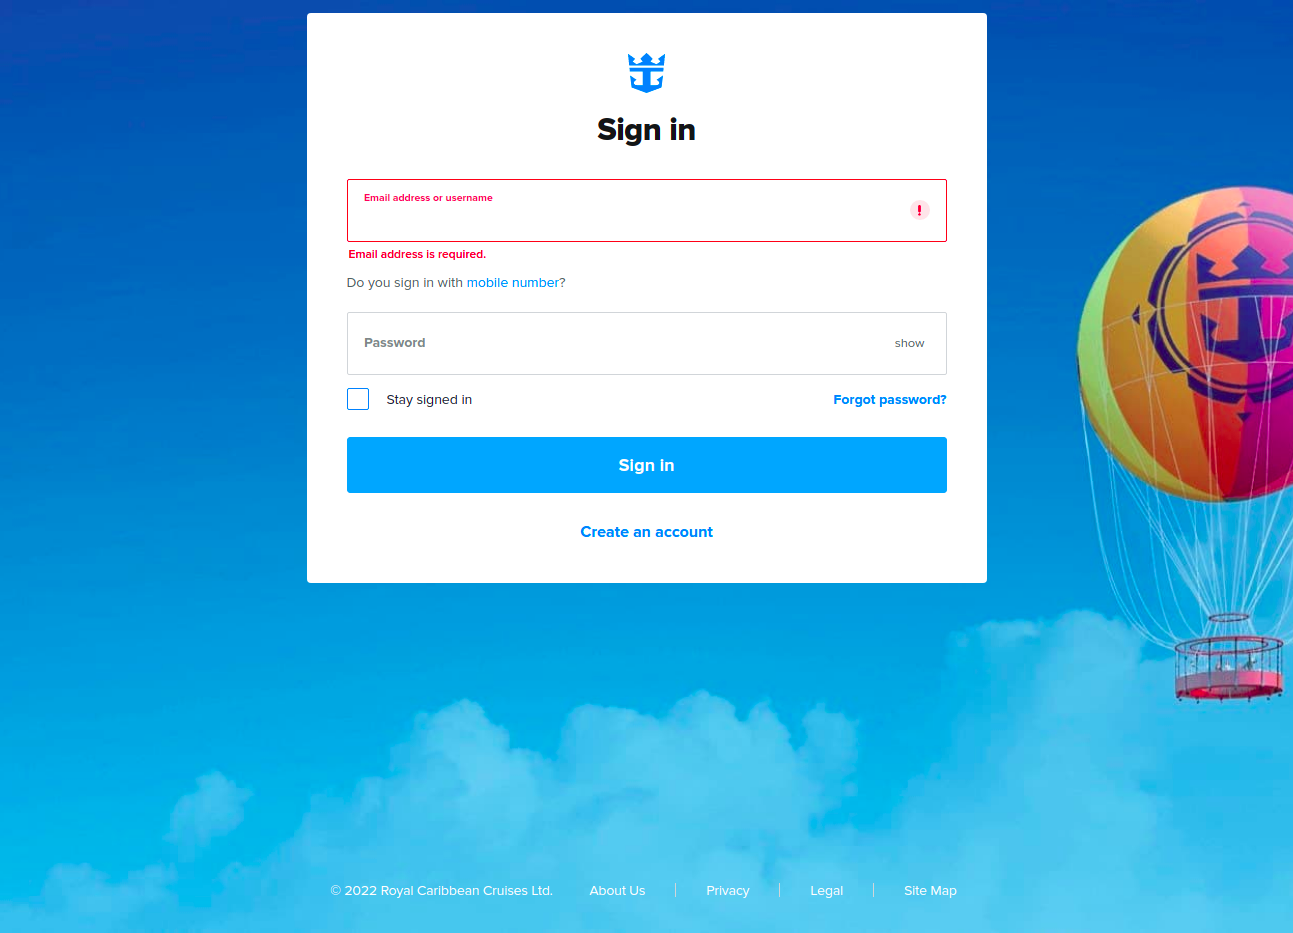 Sign in
Email address or username
Email address is required.
Do you sign in with mobile number?
Password show
Stay signed in Forgot password?
Sign in
Create an account
© 2022 Royal Caribbean Cruises Ltd. About Us Privacy Legal Site Map